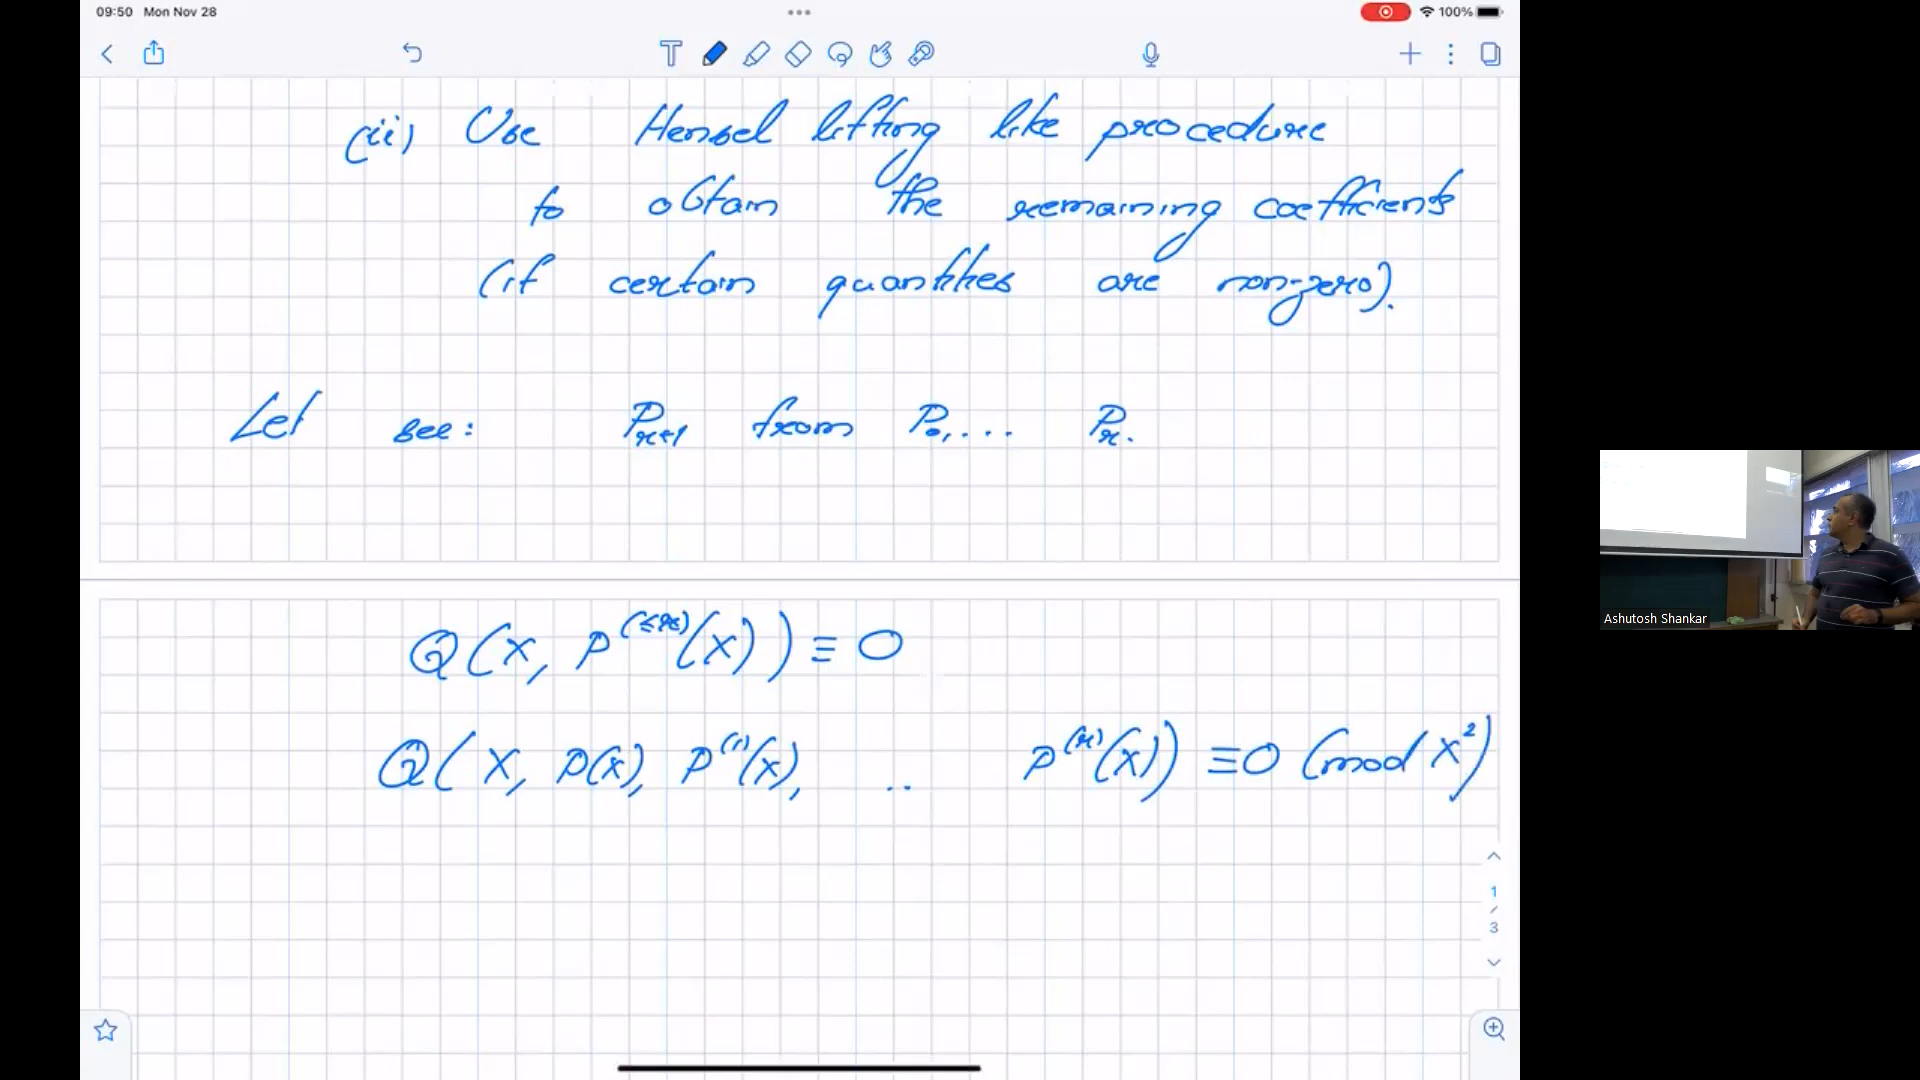 09:50 Mon Nov 28
100%
(ii) Use Hensel lifting like procedure
to obtain the remaining coefficients
(if certain quantities are non-zero).
Let see: P_{r+1} from P_0, .... P_r.
Q(X, P^{(≤r)}(X)) ≡ 0
Q(X, P(X), P^{(1)}(X), .. P^{(r)}(X)) ≡ 0 (mod X^2)
1
3
Ashutosh Shankar